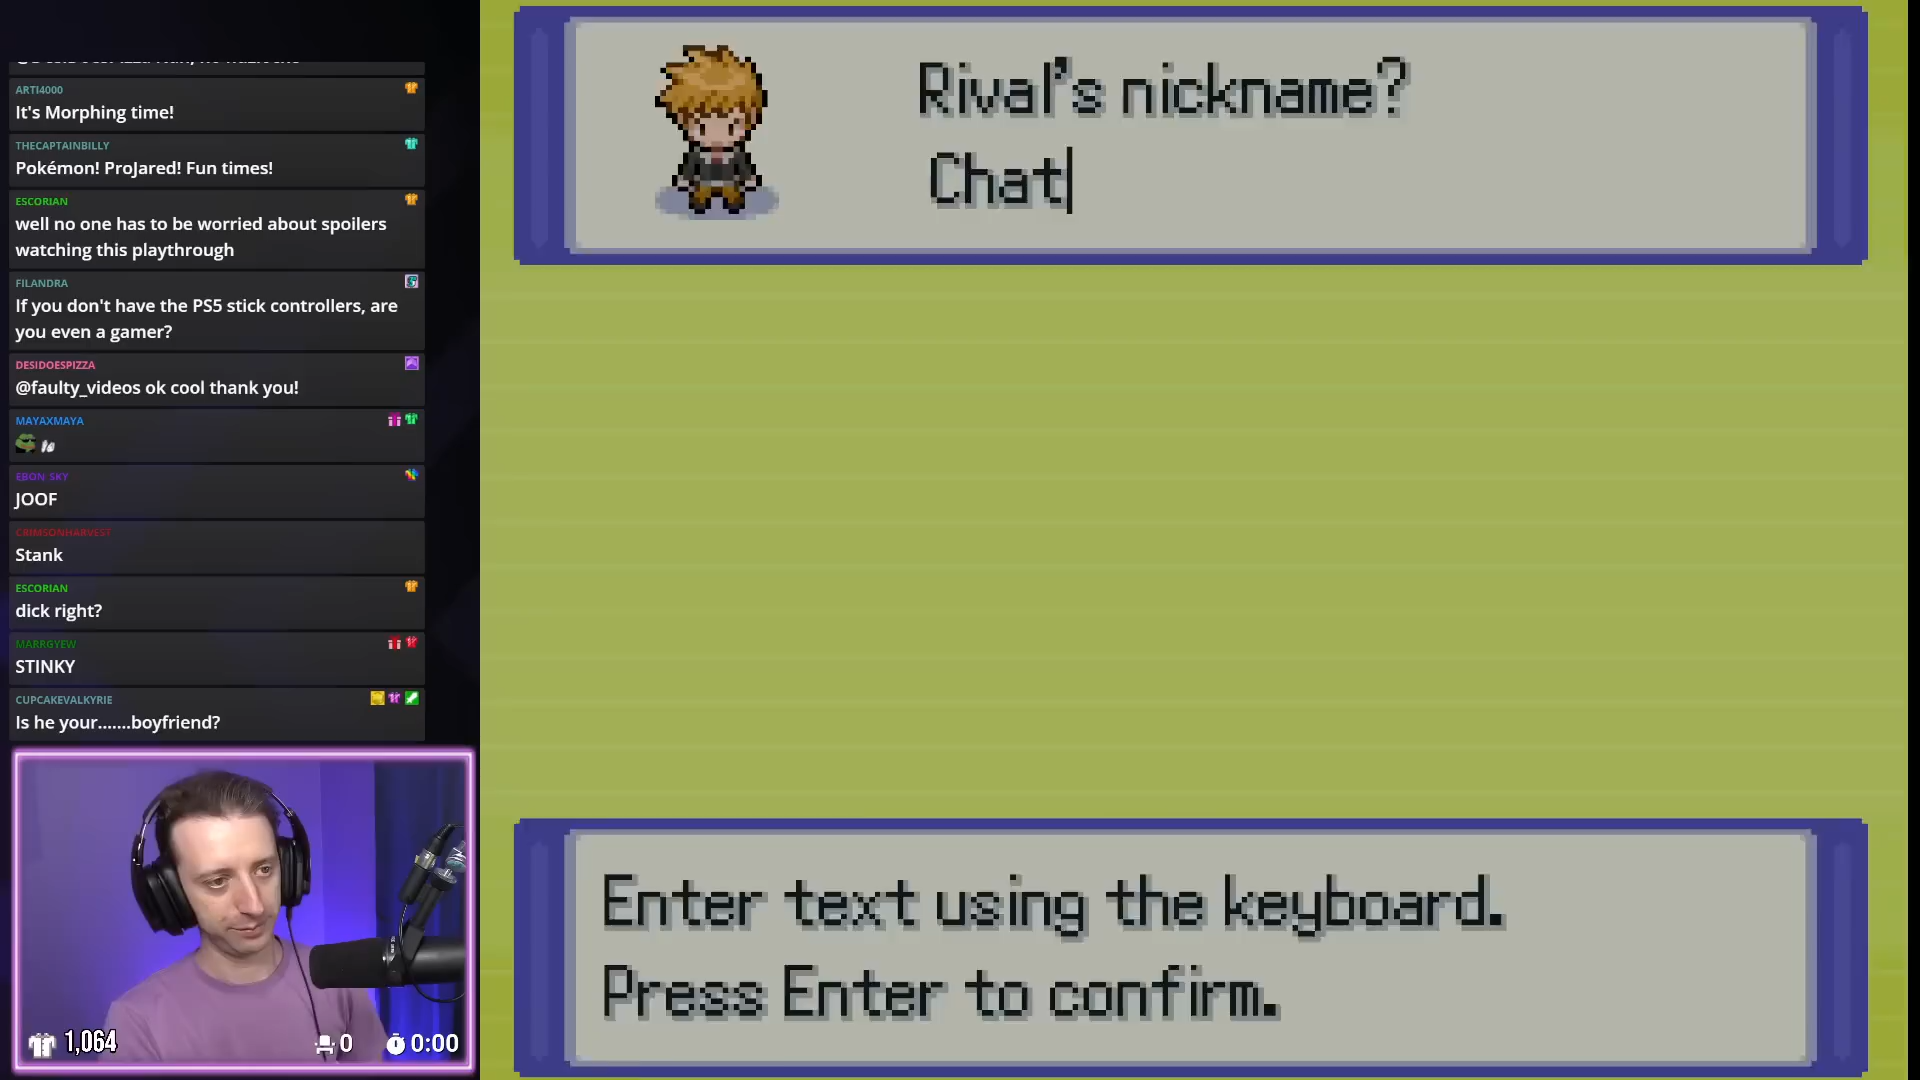 ARTI4000
It's Morphing time!
THECAPTAINBILLY
Pokémon! ProJared! Fun times!
ESCORIAN
well no one has to be worried about spoilers
watching this playthrough
FILANDRA
If you don't have the PS5 stick controllers, are
you even a gamer?
DESIDOESPIZZA
@faulty_videos ok cool thank you!
MAYAXMAYA
EBON SKY
JOOF
CRIMSONHARVEST
Stank
ESCORIAN
dick right?
MARRGYEW
STINKY
CUPCAKEVALKYRIE
Is he your.......boyfriend?
1,064
0
0:00
Rival's nickname?
Chat
Enter text using the keyboard.
Press Enter to confirm.